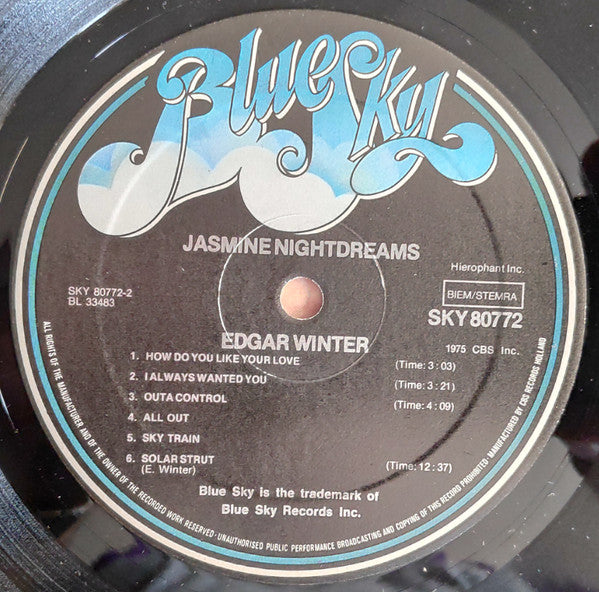 Blue Sky
JASMINE NIGHTDREAMS
Hierophant Inc.
SKY 80772-2
BL 33483
BIEM/STEMRA
SKY 80772
EDGAR WINTER
1975 CBS Inc.
1. HOW DO YOU LIKE YOUR LOVE (Time: 3 : 03)
2. I ALWAYS WANTED YOU (Time: 3 : 21)
3. OUTA CONTROL (Time: 4 : 09)
4. ALL OUT
5. SKY TRAIN
6. SOLAR STRUT (Time: 12 : 37)
(E. Winter)
Blue Sky is the trademark of
Blue Sky Records Inc.
ALL RIGHTS OF THE MANUFACTURER AND OF THE OWNER OF THE RECORDED WORK RESERVED · UNAUTHORISED PUBLIC PERFORMANCE BROADCASTING AND COPYING OF THIS RECORD PROHIBITED · MANUFACTURED BY CBS RECORDS HOLLAND